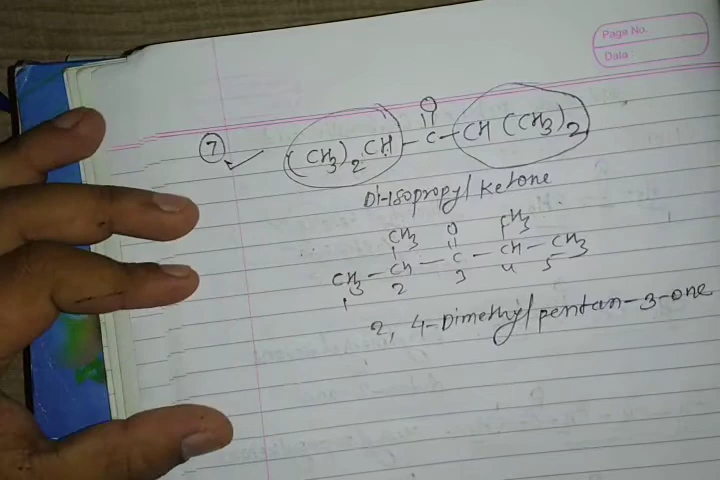 Page No.
Date
7
O
(CH3)2CH-C-CH(CH3)2
Di-isopropyl ketone
CH3 O CH3
CH3-CH-C-CH-CH3
1 2 3 4 5
2, 4-Dimethylpentan-3-one